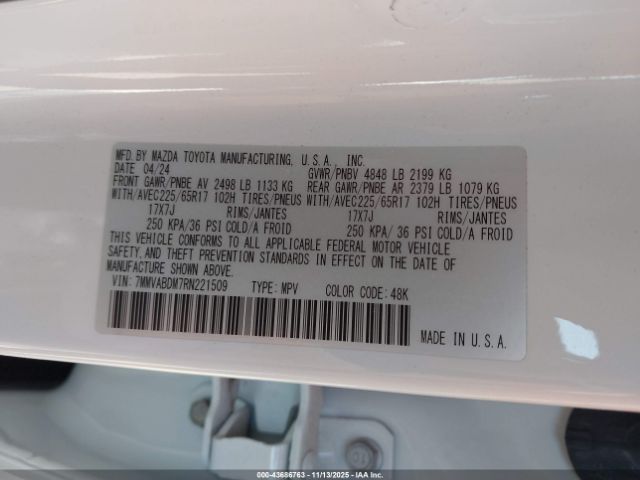 MFD.BY MAZDA TOYOTA MANUFACTURING, U.S.A., INC.
DATE 04/24 GVWR/PNBV 4848 LB 2199 KG
FRONT GAWR/PNBE AV 2498 LB 1133 KG REAR GAWR/PNBE AR 2379 LB 1079 KG
WITH/AVEC225/65R17 102H TIRES/PNEUS WITH/AVEC225/65R17 102H TIRES/PNEUS
17X7J RIMS/JANTES 17X7J RIMS/JANTES
250 KPA/36 PSI COLD/A FROID 250 KPA/36 PSI COLD/A FROID
THIS VEHICLE CONFORMS TO ALL APPLICABLE FEDERAL MOTOR VEHICLE
SAFETY, AND THEFT PREVENTION STANDARDS IN EFFECT ON THE DATE OF
MANUFACTURE SHOWN ABOVE.
VIN: 7MMVABDM7RN221509 TYPE: MPV COLOR CODE: 48K
MADE IN U.S.A.
© 43686763 - 11/13/2025 - IAAI.COM ©